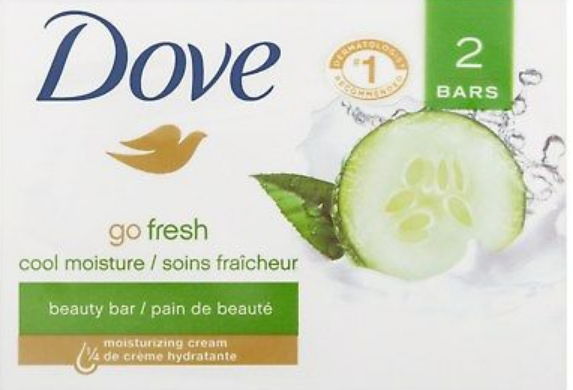 Dove
DERMATOLOGIST
#1
RECOMMENDED
2
BARS
go fresh
cool moisture / soins fraîcheur
beauty bar / pain de beauté
moisturizing cream
¼ de crème hydratante